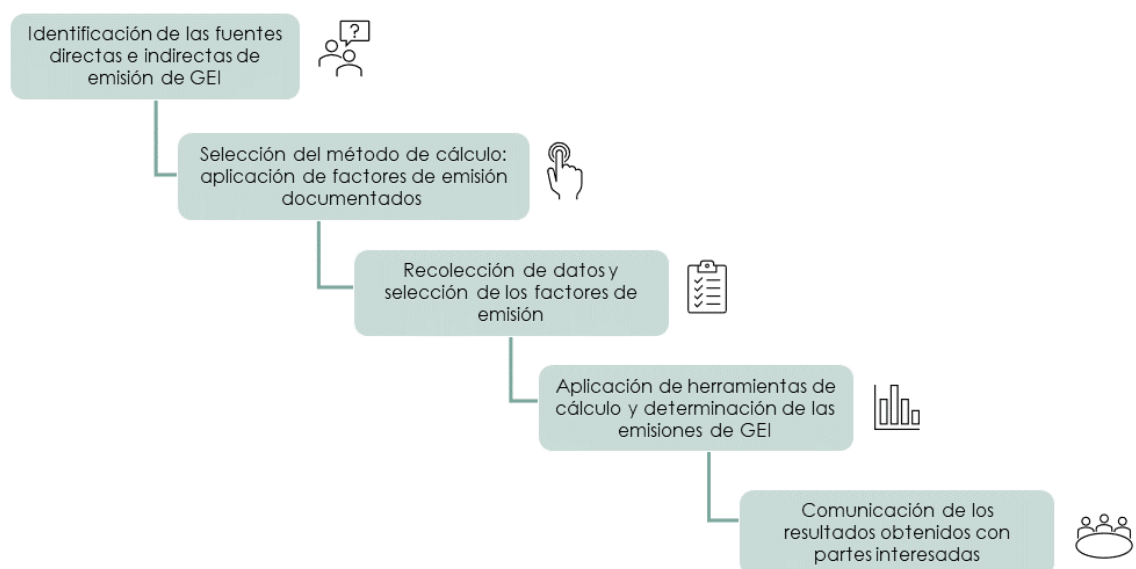 Identificación de las fuentes
directas e indirectas de
emisión de GEI
?
Selección del método de cálculo:
aplicación de factores de emisión
documentados
Recolección de datos y
selección de los factores de
emisión
Aplicación de herramientas de
cálculo y determinación de las
emisiones de GEI
Comunicación de los
resultados obtenidos con
partes interesadas